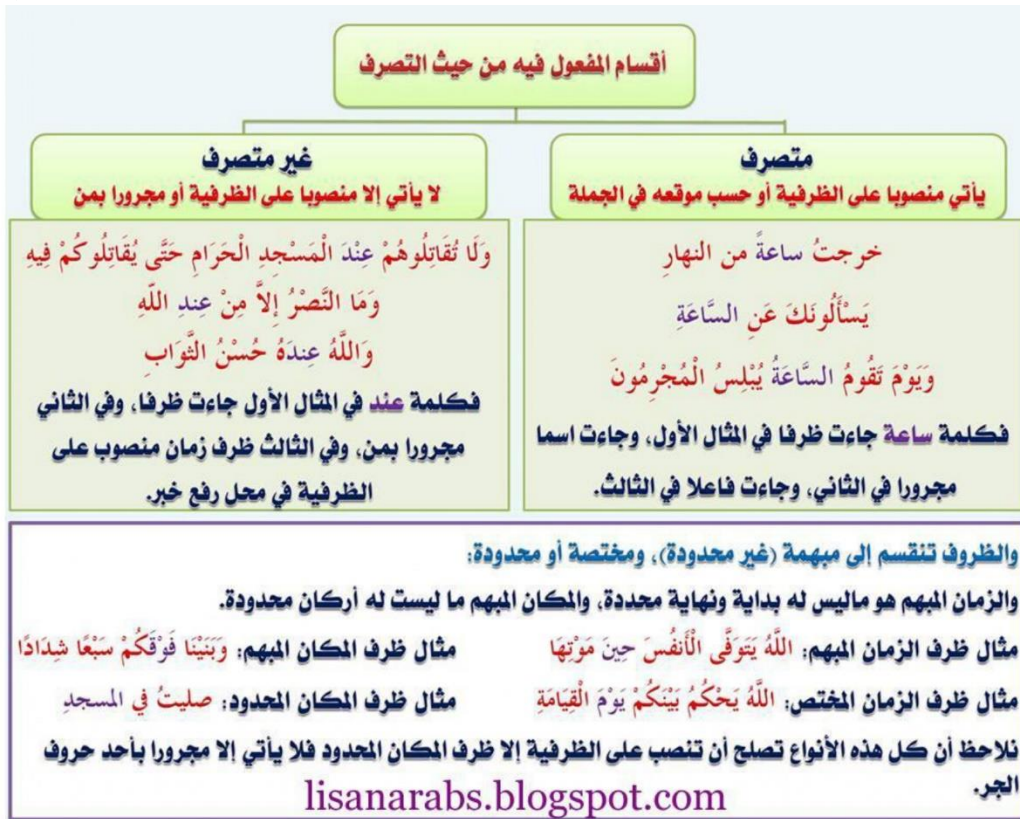 أقسام المفعول فيه من حيث التصرف
متصرف
يأتي منصوبا على الظرفية أو حسب موقعه في الجملة
خرجتُ ساعةً من النهارِ
يَسْأَلُونَكَ عَنِ السَّاعَةِ
وَيَوْمَ تَقُومُ السَّاعَةُ يُبْلِسُ الْمُجْرِمُونَ
فكلمة ساعة جاءت ظرفا في المثال الأول، وجاءت اسما
مجرورا في الثاني، وجاءت فاعلا في الثالث.
غير متصرف
لا يأتي إلا منصوبا على الظرفية أو مجرورا بمن
وَلَا تُقَاتِلُوهُمْ عِنْدَ الْمَسْجِدِ الْحَرَامِ حَتَّى يُقَاتِلُوكُمْ فِيهِ
وَمَا النَّصْرُ إِلاَّ مِنْ عِندِ اللّهِ
وَاللَّهُ عِندَهُ حُسْنُ الثَّوَابِ
فكلمة عند في المثال الأول جاءت ظرفا، وفي الثاني
مجرورا بمن، وفي الثالث ظرف زمان منصوب على
الظرفية في محل رفع خبر.
والظروف تنقسم إلى مبهمة (غير محدودة)، ومختصة أو محدودة:
والزمان المبهم هو ماليس له بداية ونهاية محددة، والمكان المبهم ما ليست له أركان محدودة.
مثال ظرف الزمان المبهم: اللَّهُ يَتَوَفَّى الْأَنفُسَ حِينَ مَوْتِهَا مثال ظرف المكان المبهم: وَبَنَيْنَا فَوْقَكُمْ سَبْعًا شِدَادًا
مثال ظرف الزمان المختص: اللَّهُ يَحْكُمُ بَيْنَكُمْ يَوْمَ الْقِيَامَةِ مثال ظرف المكان المحدود: صليتُ في المسجدِ
نلاحظ أن كل هذه الأنواع تصلح أن تنصب على الظرفية إلا ظرف المكان المحدود فلا يأتي إلا مجرورا بأحد حروف
الجر.
lisanarabs.blogspot.com